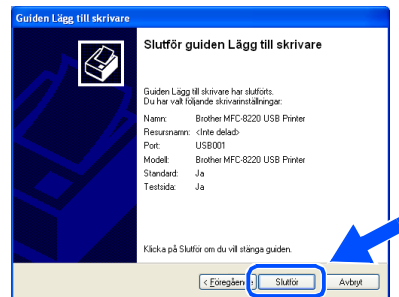 Guiden Lägg till skrivare
Slutför guiden Lägg till skrivare
Guiden Lägg till skrivare har slutförts.
Du har valt följande skrivarinställningar:
Namn: Brother MFC-8220 USB Printer
Resursnamn: <Inte delad>
Port: USB001
Modell: Brother MFC-8220 USB Printer
Standard: Ja
Testsida: Ja
Klicka på Slutför om du vill stänga guiden.
< Föregåen Slutför Avbryt